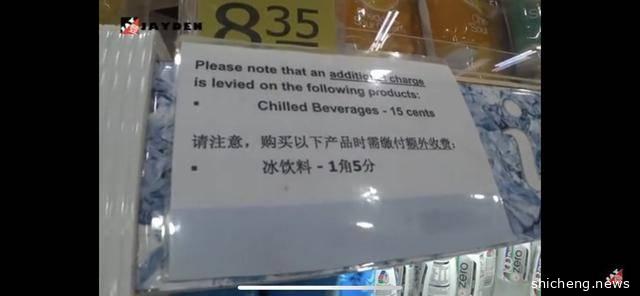 JAYDEN
835
Please note that an additional charge
is levied on the following products:
▪ Chilled Beverages - 15 cents
请注意，购买以下产品时需缴付额外收费：
▪ 冰饮料 - 1角5分
zero
zero
shicheng.news